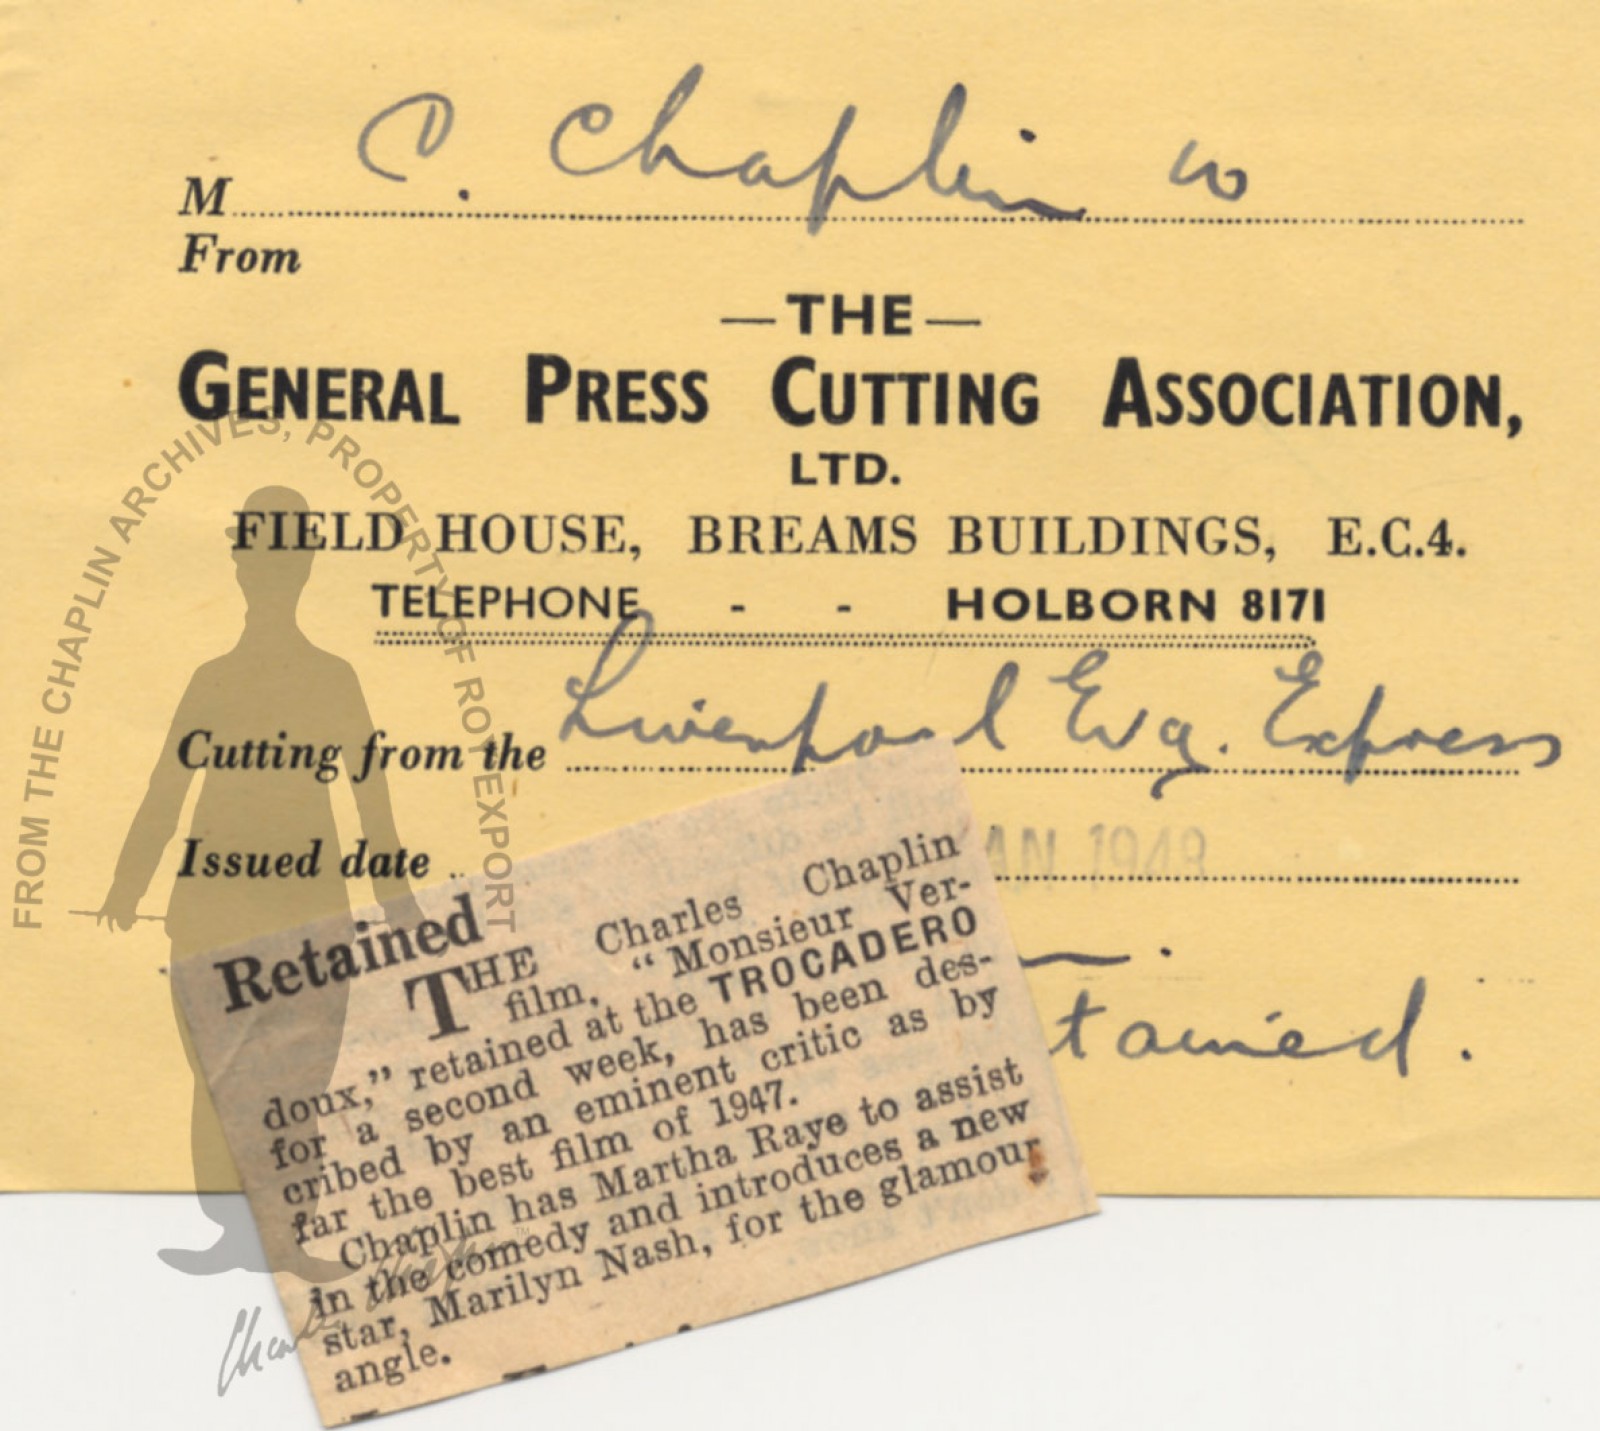 M C. Chaplin
From
—THE—
GENERAL PRESS CUTTING ASSOCIATION,
LTD.
FIELD HOUSE, BREAMS BUILDINGS, E.C.4.
TELEPHONE - - HOLBORN 8171
Cutting from the Liverpool Evg. Express
Issued date AN 1948
tained.
Retained
THE Charles Chaplin
film, "Monsieur Ver-
doux," retained at the TROCADERO
for a second week, has been des-
cribed by an eminent critic as by
far the best film of 1947.
Chaplin has Martha Raye to assist
in the comedy and introduces a new
star, Marilyn Nash, for the glamour
angle.
FROM THE CHAPLIN ARCHIVES, PROPERTY OF ROY EXPORT